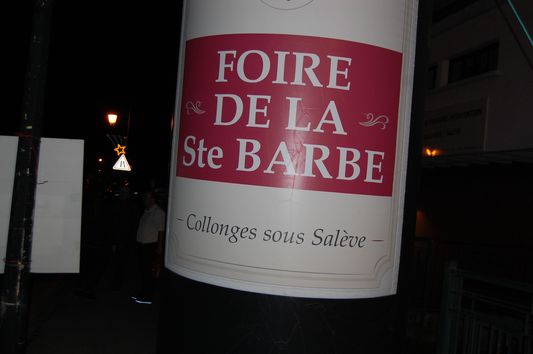 FOIRE
DE LA
Ste BARBE
Collonges sous Salève